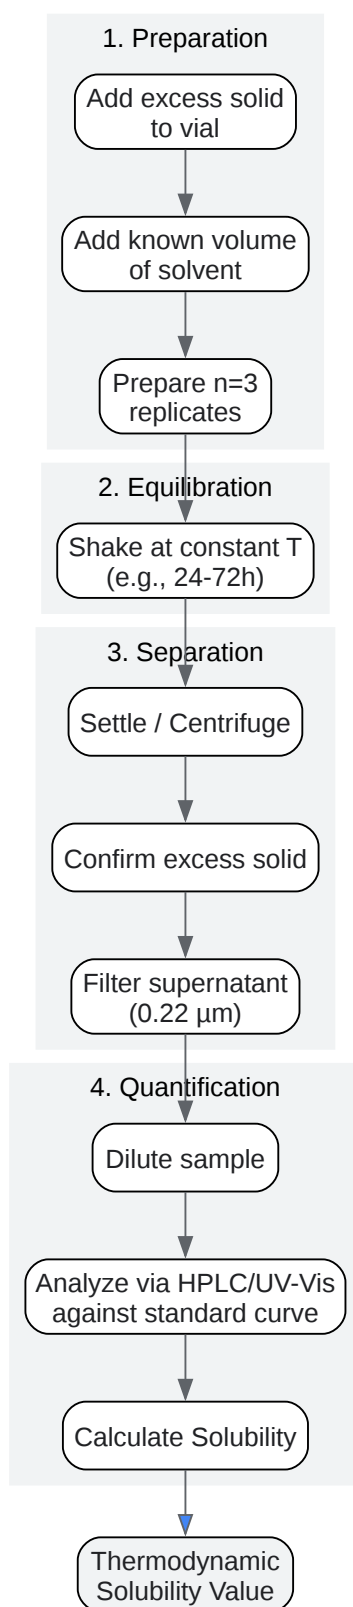 1. Preparation
Add excess solid
to vial
Add known volume
of solvent
Prepare n=3
replicates
2. Equilibration
Shake at constant T
(e.g., 24-72h)
3. Separation
Settle / Centrifuge
Confirm excess solid
Filter supernatant
(0.22 µm)
4. Quantification
Dilute sample
Analyze via HPLC/UV-Vis
against standard curve
Calculate Solubility
Thermodynamic
Solubility Value